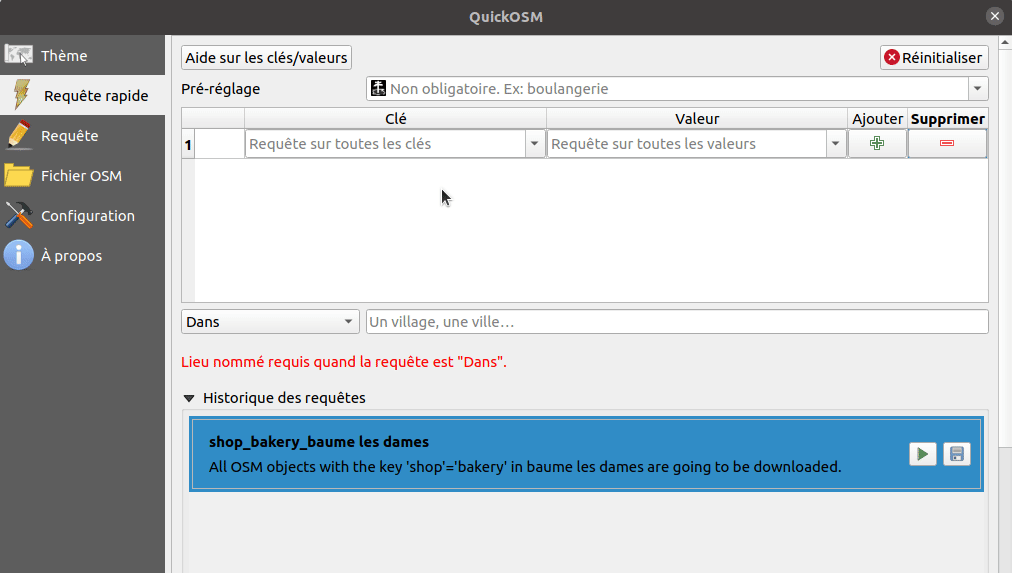 QuickOSM
Thème
Requête rapide
Requête
Fichier OSM
Configuration
À propos
Aide sur les clés/valeurs
Réinitialiser
Pré-réglage
Non obligatoire. Ex: boulangerie
Clé Valeur Ajouter Supprimer
1 Requête sur toutes les clés Requête sur toutes les valeurs
Dans Un village, une ville…
Lieu nommé requis quand la requête est "Dans".
Historique des requêtes
shop_bakery_baume les dames
All OSM objects with the key 'shop'='bakery' in baume les dames are going to be downloaded.